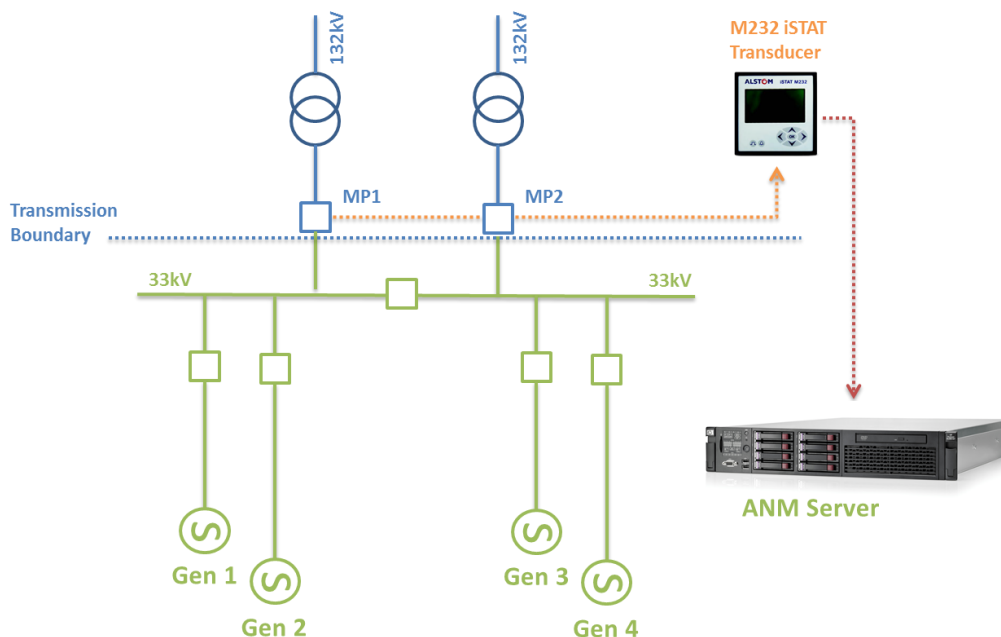 132kV
132kV
M232 iSTAT
Transducer
ALSTOM iSTAT M232
OK
MP1
MP2
Transmission
Boundary
33kV
33kV
S
S
S
S
Gen 1
Gen 2
Gen 3
Gen 4
ANM Server